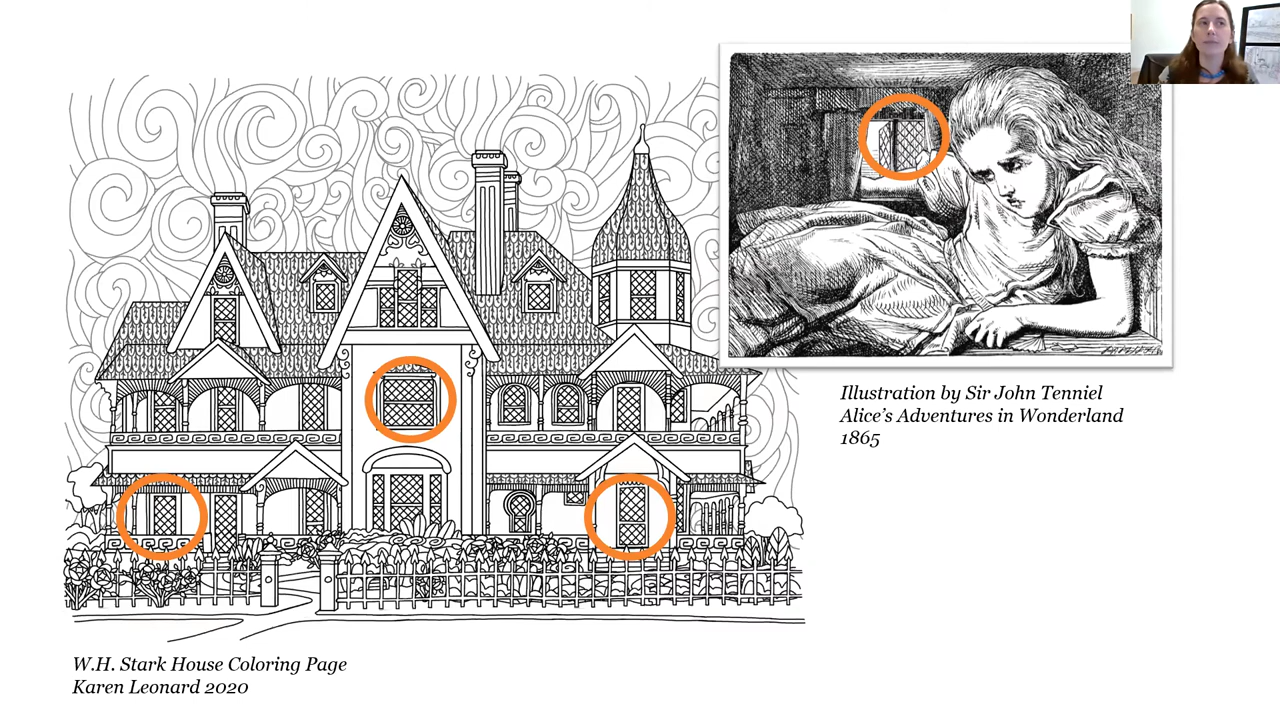 Illustration by Sir John Tenniel
Alice’s Adventures in Wonderland
1865
W.H. Stark House Coloring Page
Karen Leonard 2020